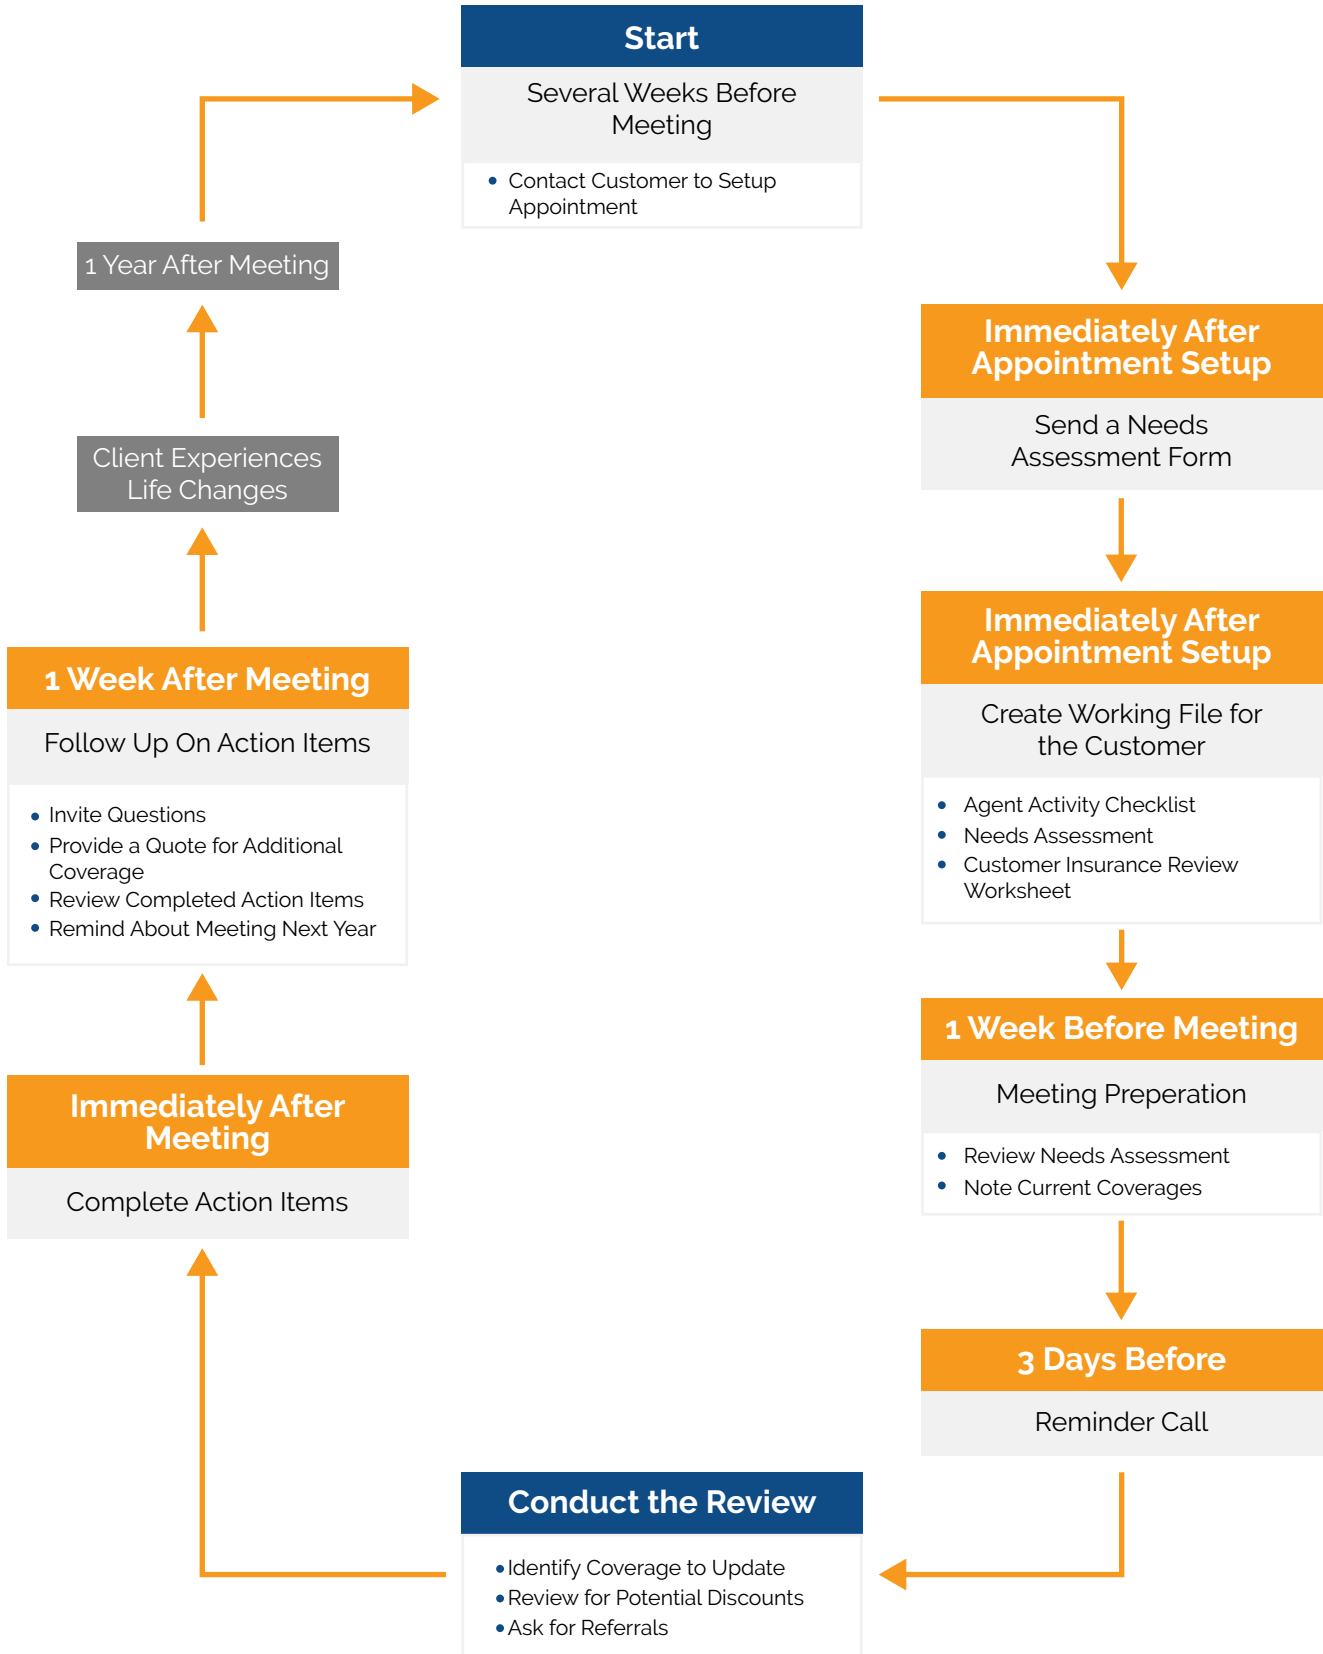 Start
Several Weeks Before
Meeting
Contact Customer to Setup
Appointment
Immediately After
Appointment Setup
Send a Needs
Assessment Form
Immediately After
Appointment Setup
Create Working File for
the Customer
Agent Activity Checklist
Needs Assessment
Customer Insurance Review
Worksheet
1 Week Before Meeting
Meeting Preperation
Review Needs Assessment
Note Current Coverages
3 Days Before
Reminder Call
Conduct the Review
Identify Coverage to Update
Review for Potential Discounts
Ask for Referrals
Immediately After
Meeting
Complete Action Items
1 Week After Meeting
Follow Up On Action Items
Invite Questions
Provide a Quote for Additional
Coverage
Review Completed Action Items
Remind About Meeting Next Year
Client Experiences
Life Changes
1 Year After Meeting